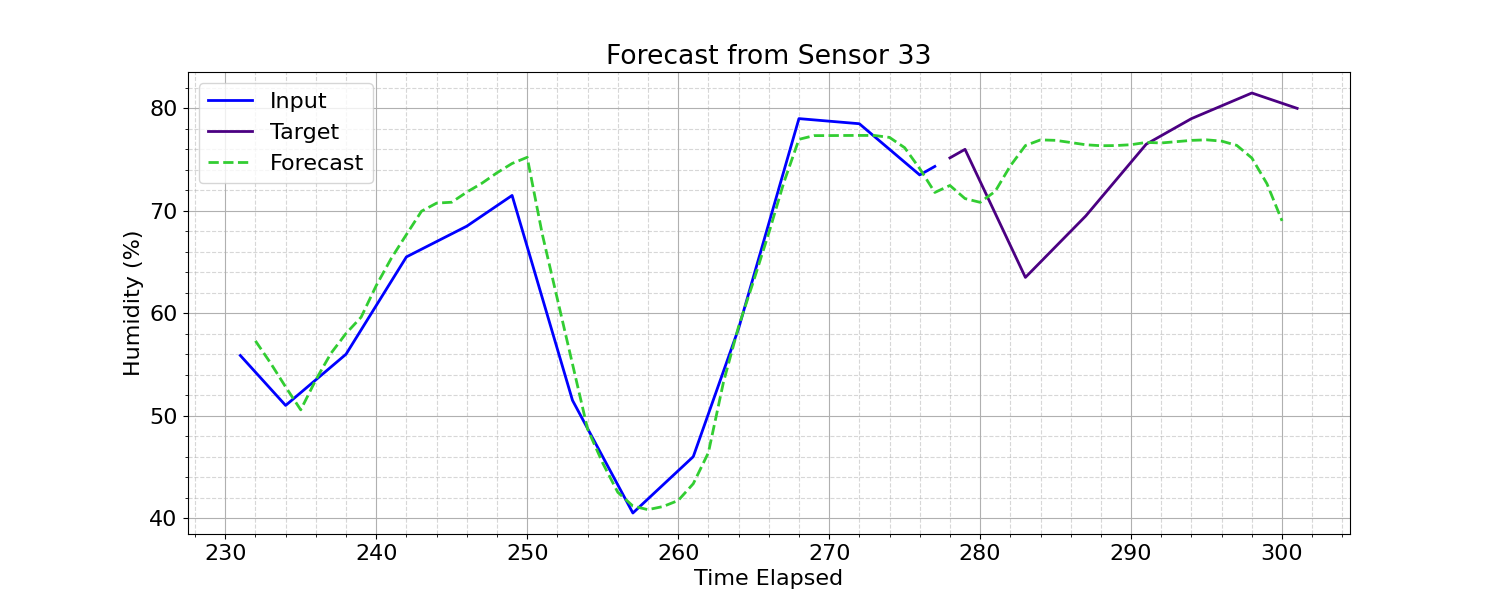 Forecast from Sensor 33
Input
Target
Forecast
Humidity (%)
80
70
60
50
40
230 240 250 260 270 280 290 300
Time Elapsed